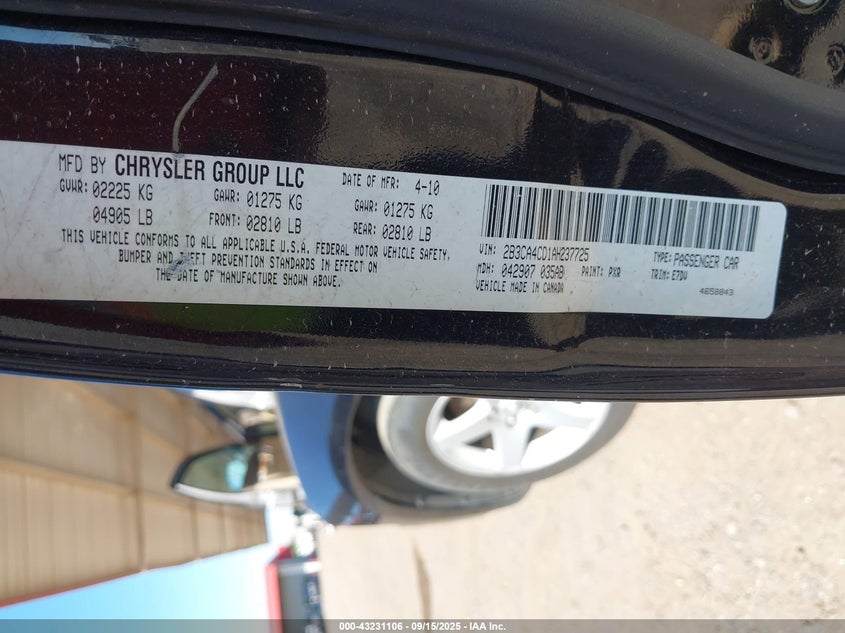 MFD BY CHRYSLER GROUP LLC DATE OF MFR: 4-10
GVWR: 02225 KG GAWR: 01275 KG GAWR: 01275 KG
04905 LB FRONT: 02810 LB REAR: 02810 LB
THIS VEHICLE CONFORMS TO ALL APPLICABLE U.S.A. FEDERAL MOTOR VEHICLE SAFETY,
BUMPER AND THEFT PREVENTION STANDARDS IN EFFECT ON
THE DATE OF MANUFACTURE SHOWN ABOVE.
VIN: 2B3CA4CD1AH237725 TYPE: PASSENGER CAR
MDH: 042907 035AB PAINT: PXR TRIM: E7DV
VEHICLE MADE IN CANADA 4658843
000-43231106 - 09/15/2025 - IAA Inc.